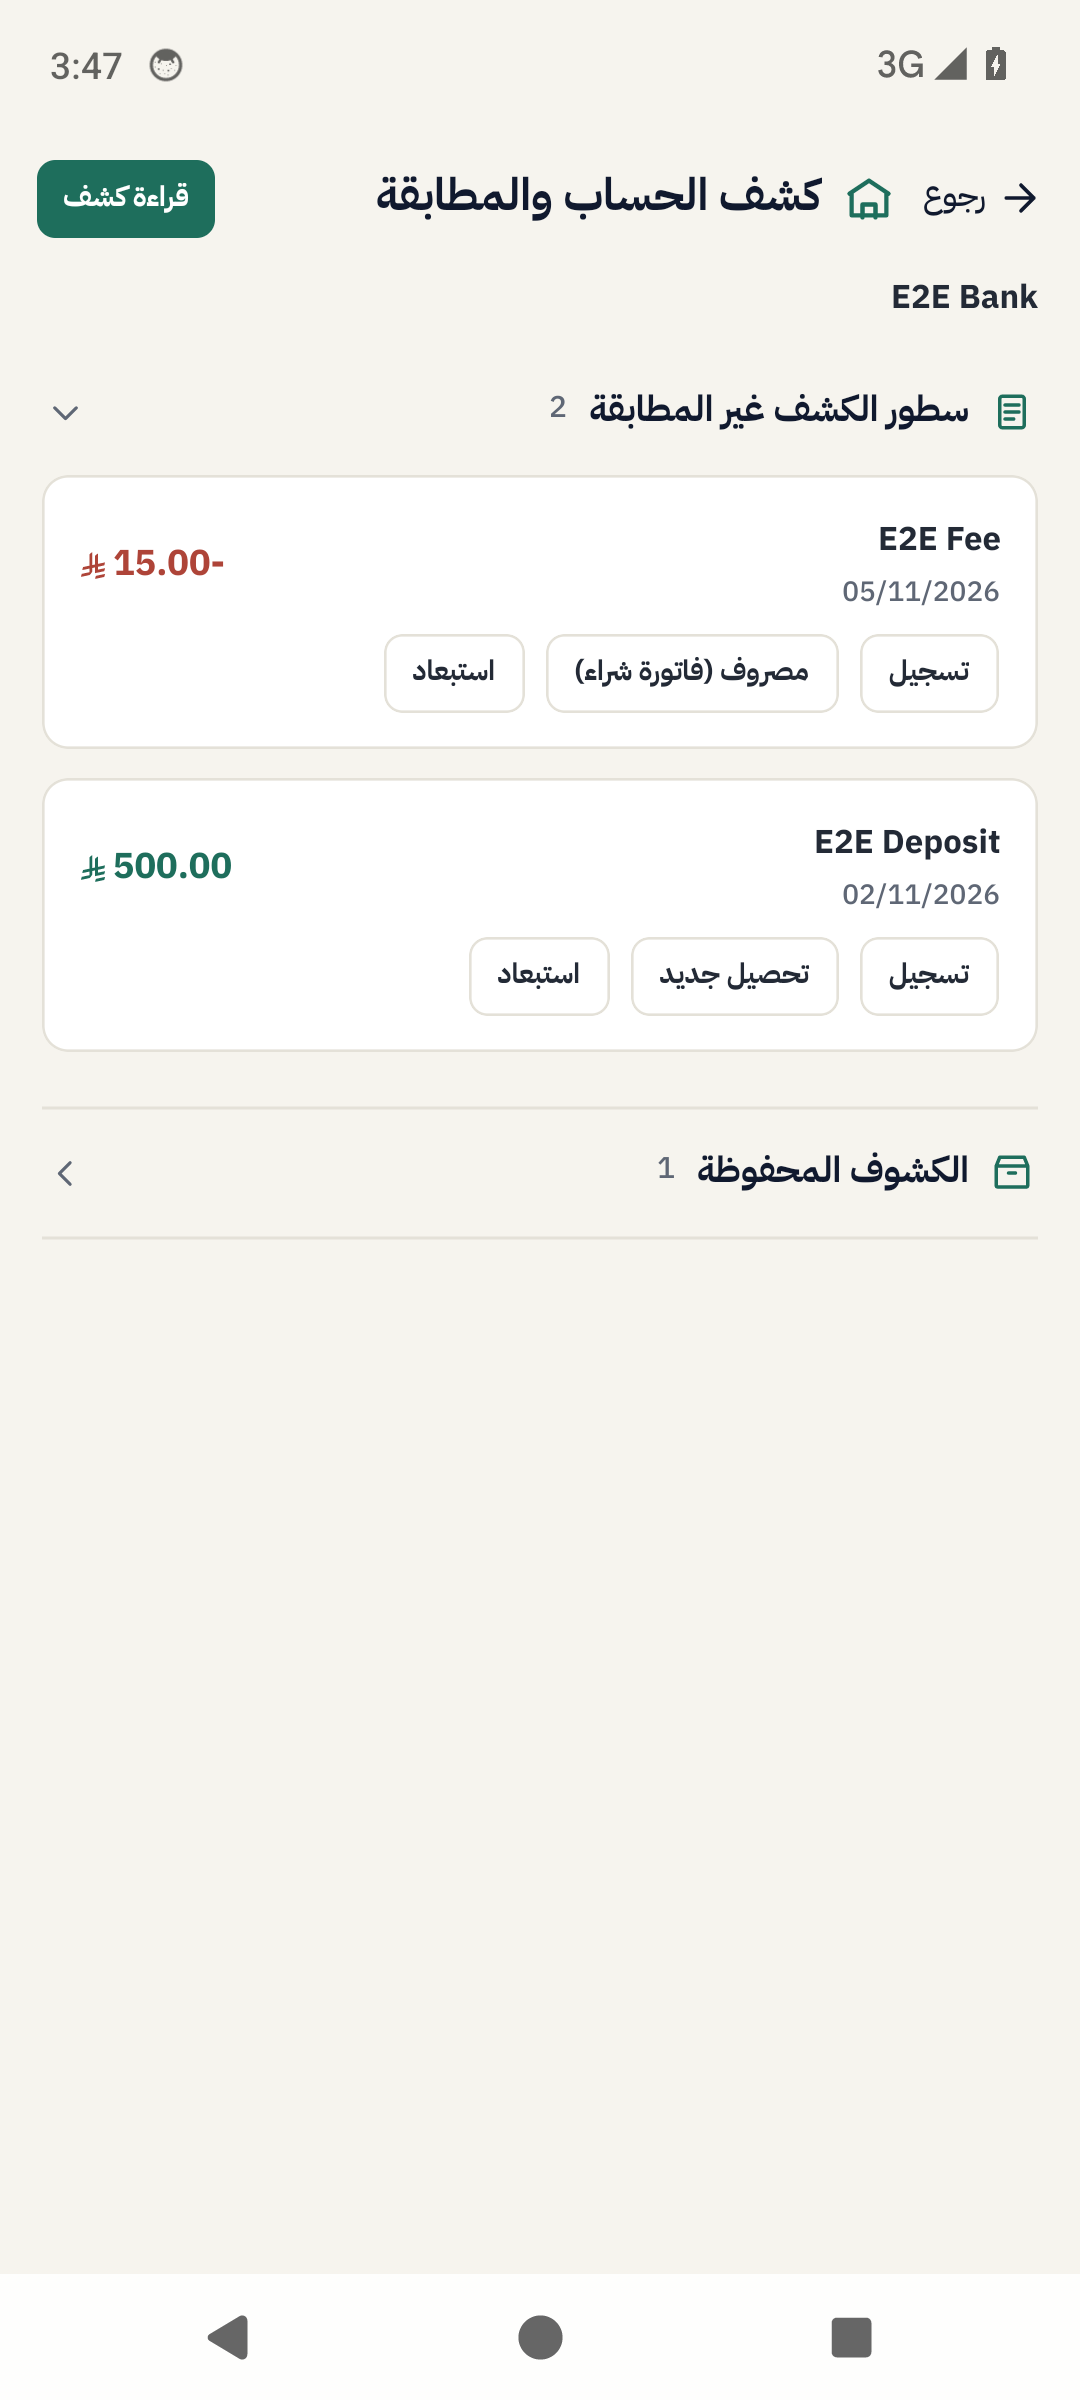 3:47 3G
رجوع كشف الحساب والمطابقة قراءة كشف
E2E Bank
سطور الكشف غير المطابقة 2
E2E Fee
15.00-
05/11/2026
تسجيل مصروف (فاتورة شراء) استبعاد
E2E Deposit
500.00
02/11/2026
تسجيل تحصيل جديد استبعاد
الكشوف المحفوظة 1